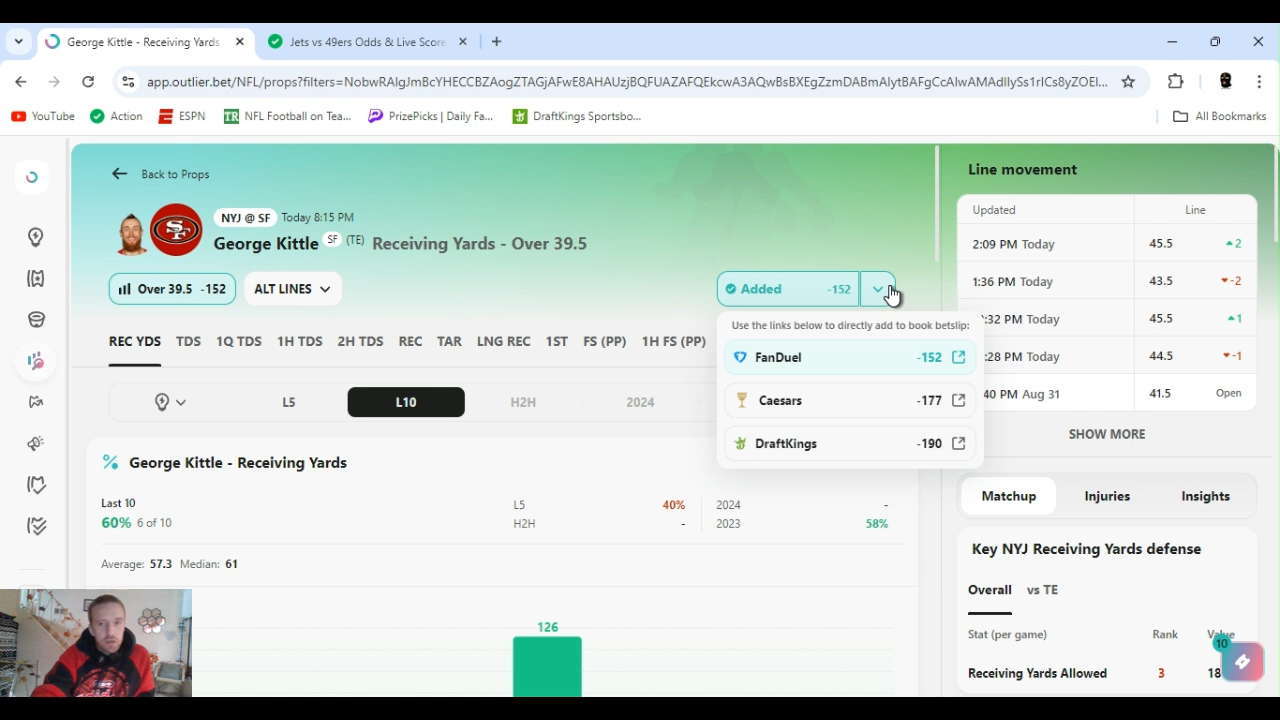 George Kittle - Receiving Yards
Jets vs 49ers Odds & Live Score
app.outlier.bet/NFL/props?filters=
YouTube
Action
ESPN
NFL Football on Tea...
PrizePicks | Daily Fa...
DraftKings Sportsbo...
All Bookmarks
Back to Props
NYJ @ SF Today 8:15 PM
George Kittle SF (TE) Receiving Yards - Over 39.5
Over 39.5 -152
ALT LINES
Added -152
Use the links below to directly add to book betslip:
FanDuel -152
Caesars -177
DraftKings -190
REC YDS TDS 1Q TDS 1H TDS 2H TDS REC TAR LNG REC 1ST FS (PP) 1H FS (PP)
L5 L10 H2H 2024
George Kittle - Receiving Yards
Last 10
60% 6 of 10
L5 40% 2024 -
H2H - 2023 58%
Average: 57.3 Median: 61
126
Line movement
Updated Line
2:09 PM Today 45.5 2
1:36 PM Today 43.5 -2
:32 PM Today 45.5 1
:28 PM Today 44.5 -1
40 PM Aug 31 41.5 Open
SHOW MORE
Matchup Injuries Insights
Key NYJ Receiving Yards defense
Overall vs TE
Stat (per game) Rank
10
Receiving Yards Allowed 3 18